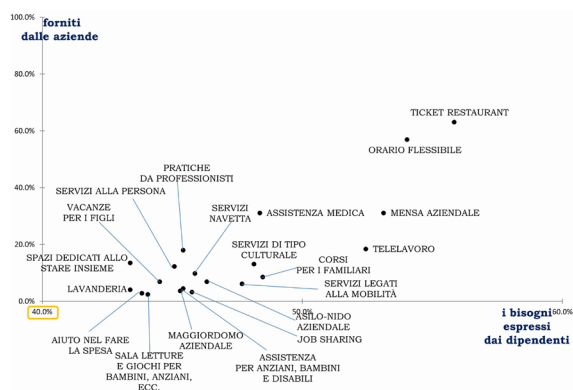 100.0%
forniti
dalle aziende
80.0%
TICKET RESTAURANT
60.0%
ORARIO FLESSIBILE
PRATICHE
DA PROFESSIONISTI
40.0%
SERVIZI ALLA PERSONA
VACANZE
PER I FIGLI
SERVIZI
NAVETTA
ASSISTENZA MEDICA
MENSA AZIENDALE
20.0%
SPAZI DEDICATI ALLO
STARE INSIEME
SERVIZI DI TIPO
CULTURALE
TELELAVORO
CORSI
PER I FAMILIARI
LAVANDERIA
SERVIZI LEGATI
ALLA MOBILITÀ
0.0%
40.0%
50.0%
60.0%
i bisogni
espressi
dai dipendenti
ASILO-NIDO
AZIENDALE
JOB SHARING
AIUTO NEL FARE
LA SPESA
MAGGIORDOMO
AZIENDALE
SALA LETTURE
E GIOCHI PER
BAMBINI, ANZIANI,
ECC.
ASSISTENZA
PER ANZIANI, BAMBINI
E DISABILI